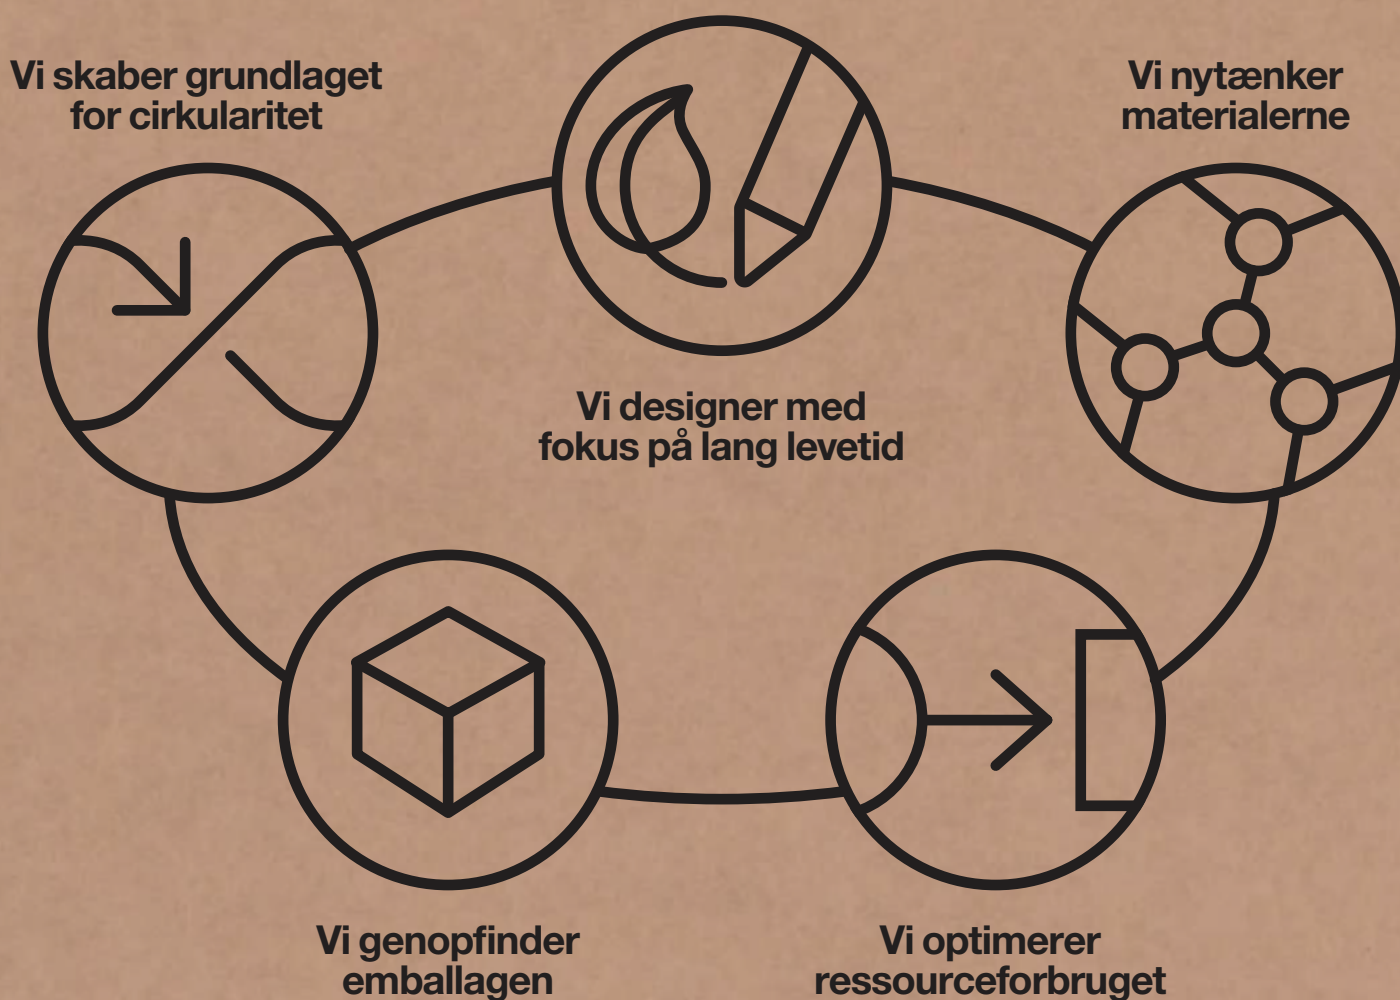 Vi skaber grundlaget
for cirkularitet
Vi nytænker
materialerne
Vi designer med
fokus på lang levetid
Vi genopfinder
emballagen
Vi optimerer
ressourceforbruget